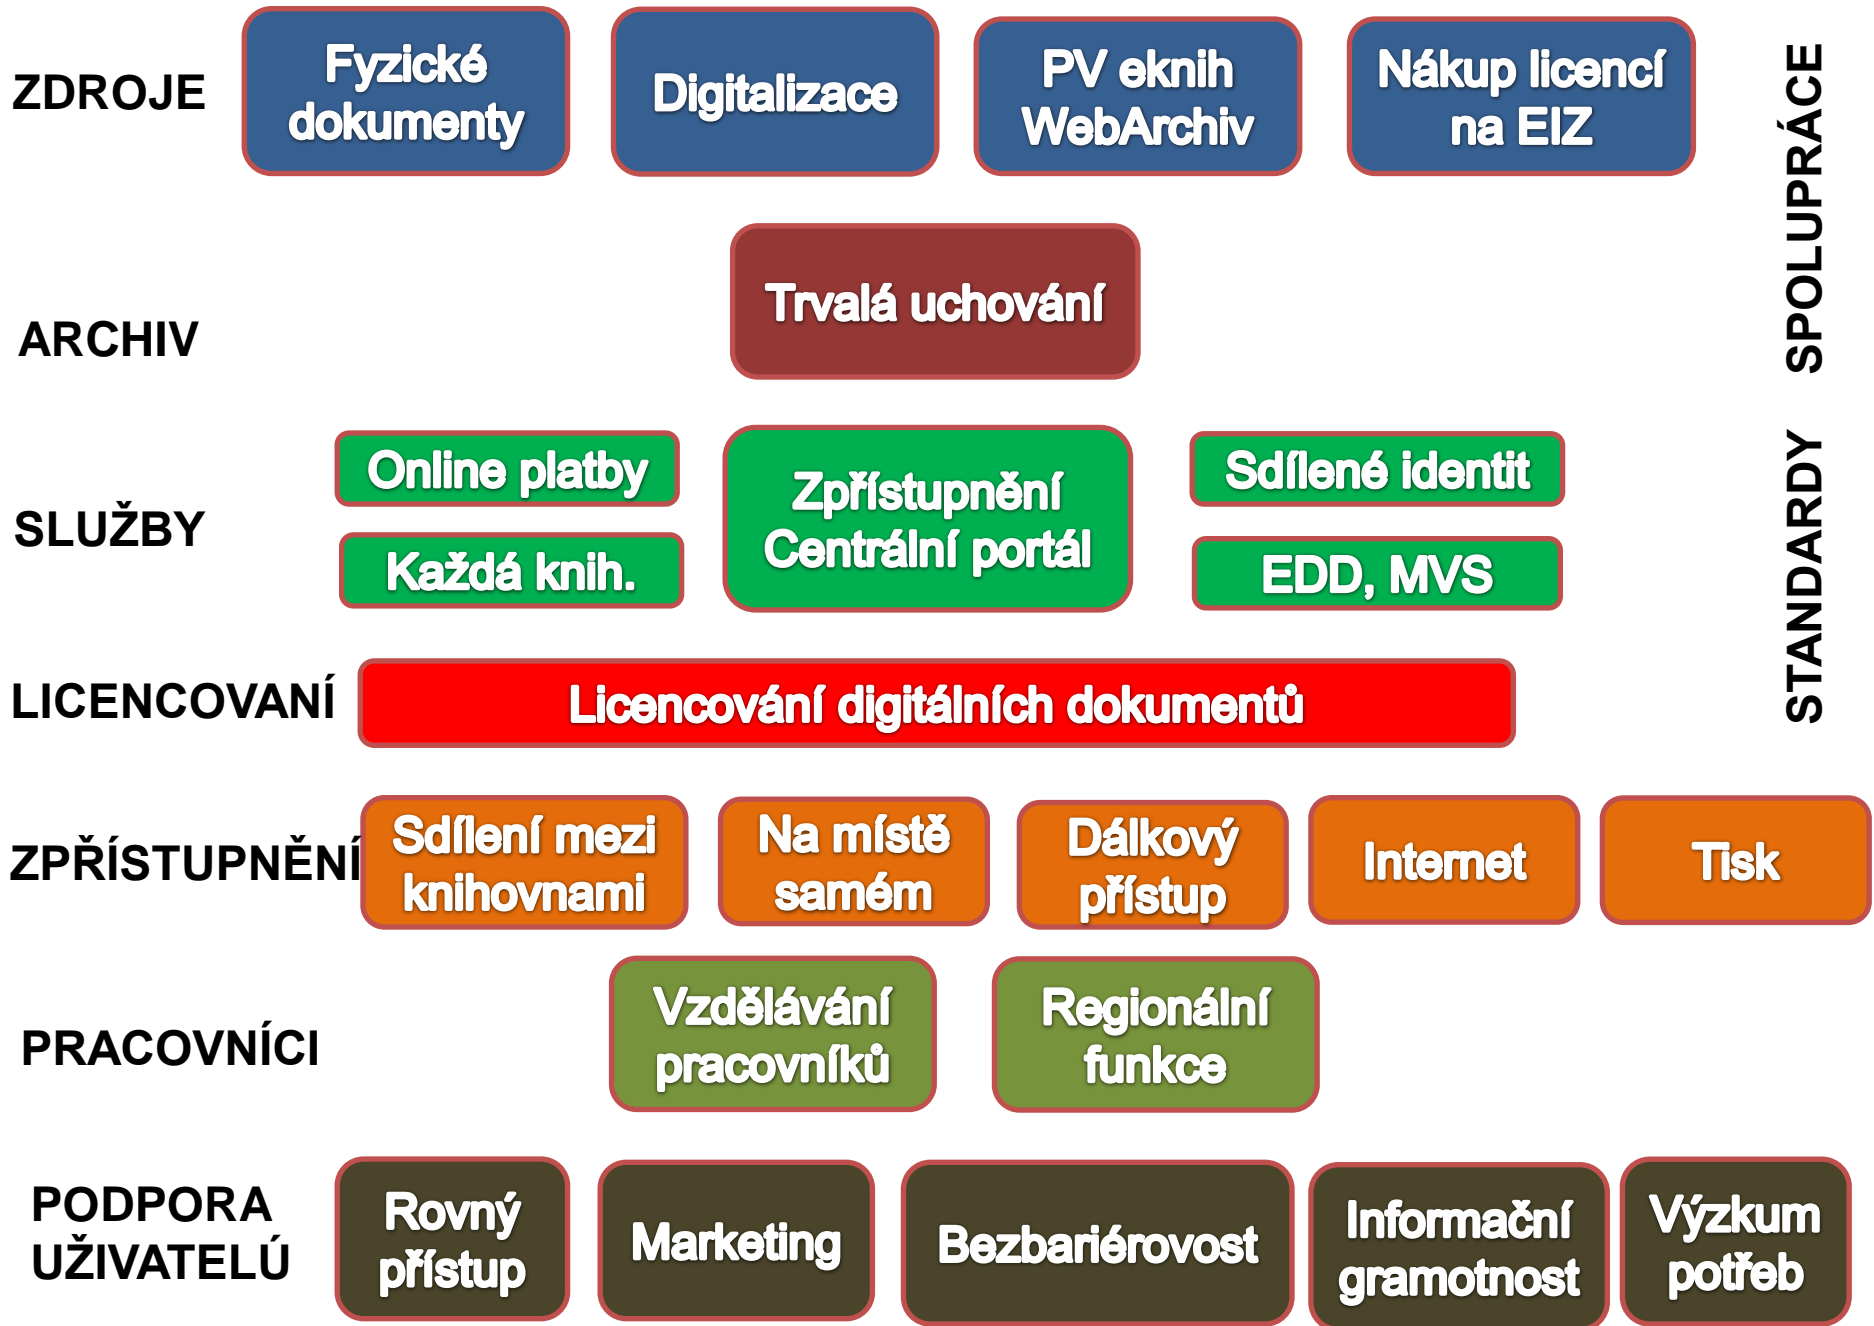 ZDROJE
Fyzické
dokumenty
Digitalizace
PV eknih
WebArchiv
Nákup licencí
na EIZ
SPOLUPRÁCE
ARCHIV
Trvalá uchování
SLUŽBY
Online platby
Každá knih.
Zpřístupnění
Centrální portál
Sdílené identit
EDD, MVS
STANDARDY
LICENCOVANÍ
Licencování digitálních dokumentů
ZPŘÍSTUPNĚNÍ
Sdílení mezi
knihovnami
Na místě
samém
Dálkový
přístup
Internet
Tisk
PRACOVNÍCI
Vzdělávání
pracovníků
Regionální
funkce
PODPORA
UŽIVATELÚ
Rovný
přístup
Marketing
Bezbariérovost
Informační
gramotnost
Výzkum
potřeb